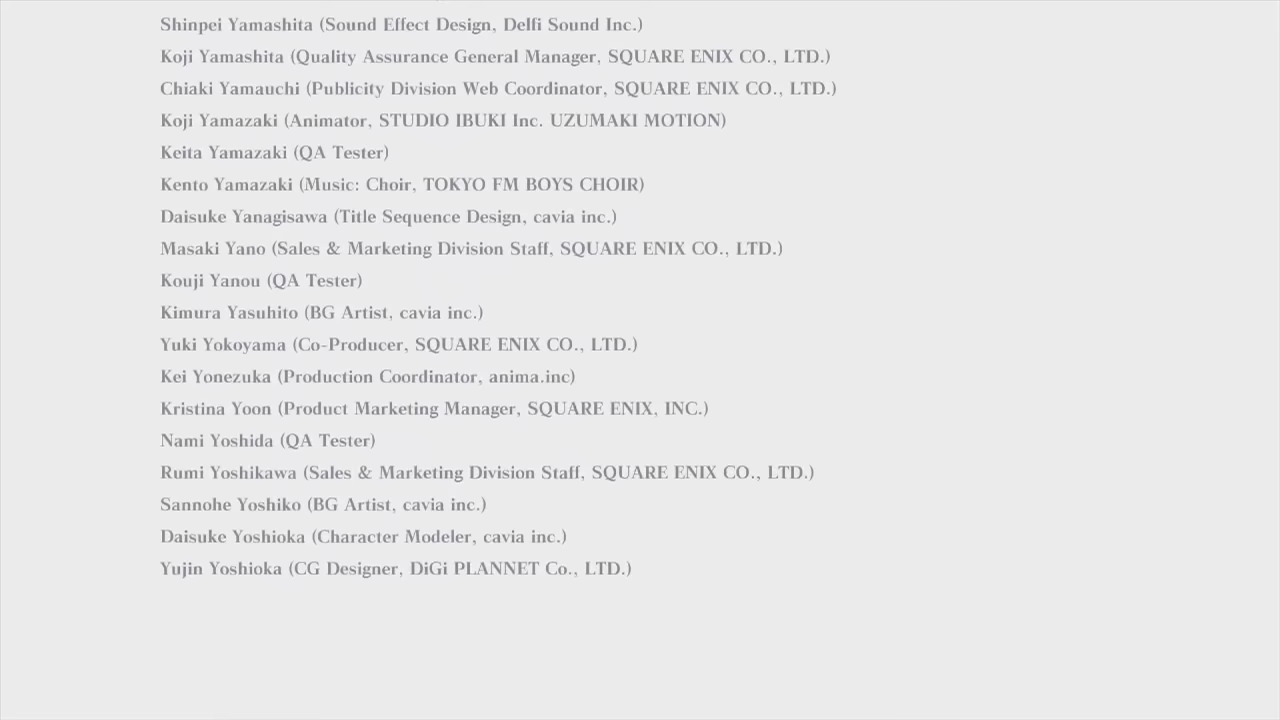 Shinpei Yamashita (Sound Effect Design, Delfi Sound Inc.)
Koji Yamashita (Quality Assurance General Manager, SQUARE ENIX CO., LTD.)
Chiaki Yamauchi (Publicity Division Web Coordinator, SQUARE ENIX CO., LTD.)
Koji Yamazaki (Animator, STUDIO IBUKI Inc. UZUMAKI MOTION)
Keita Yamazaki (QA Tester)
Kento Yamazaki (Music: Choir, TOKYO FM BOYS CHOIR)
Daisuke Yanagisawa (Title Sequence Design, cavia inc.)
Masaki Yano (Sales & Marketing Division Staff, SQUARE ENIX CO., LTD.)
Kouji Yanou (QA Tester)
Kimura Yasuhito (BG Artist, cavia inc.)
Yuki Yokoyama (Co-Producer, SQUARE ENIX CO., LTD.)
Kei Yonezuka (Production Coordinator, anima.inc)
Kristina Yoon (Product Marketing Manager, SQUARE ENIX, INC.)
Nami Yoshida (QA Tester)
Rumi Yoshikawa (Sales & Marketing Division Staff, SQUARE ENIX CO., LTD.)
Sannohe Yoshiko (BG Artist, cavia inc.)
Daisuke Yoshioka (Character Modeler, cavia inc.)
Yujin Yoshioka (CG Designer, DiGi PLANNET Co., LTD.)